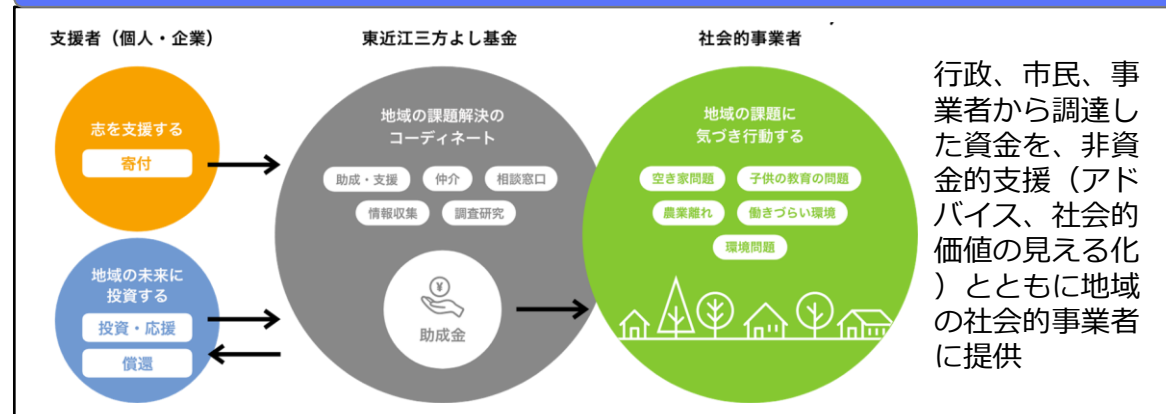 支援者（個人・企業）
東近江三方よし基金
社会的事業者
志を支援する
寄付
地域の未来に
投資する
投資・応援
償還
地域の課題解決の
コーディネート
助成・支援
仲介
相談窓口
情報収集
調査研究
¥
助成金
地域の課題に
気づき行動する
空き家問題
子供の教育の問題
農業離れ
働きづらい環境
環境問題
行政、市民、事
業者から調達し
た資金を、非資
金的支援（アド
バイス、社会的
価値の見える化
）とともに地域
の社会的事業者
に提供